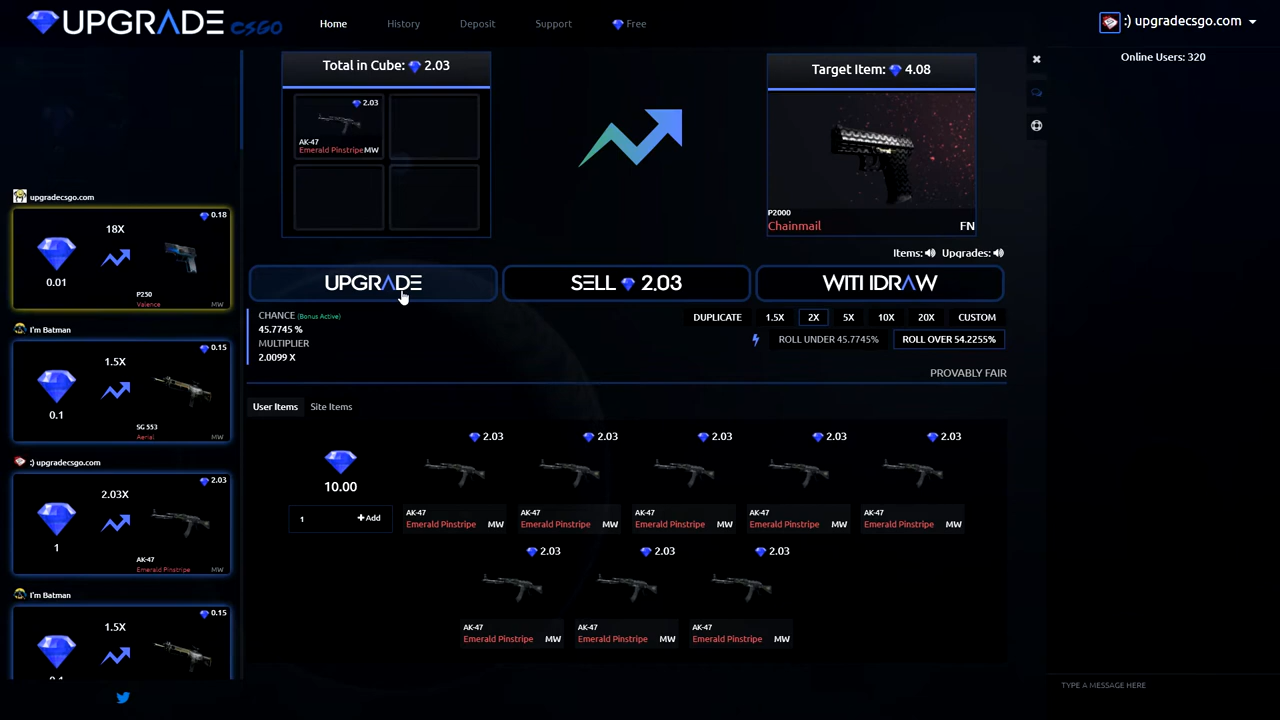 UPGRADE CSGO
Home
History
Deposit
Support
Free
:) upgradecsgo.com
Online Users: 320
Total in Cube: 2.03
2.03
AK-47
Emerald Pinstripe MW
Target Item: 4.08
P2000
Chainmail FN
Items:
Upgrades:
UPGRADE
SELL 2.03
WITHDRAW
CHANCE (Bonus Active)
45.7745 %
MULTIPLIER
2.0099 X
DUPLICATE
1.5X
2X
5X
10X
20X
CUSTOM
ROLL UNDER 45.7745%
ROLL OVER 54.2255%
PROVABLY FAIR
User Items
Site Items
10.00
1
+Add
2.03
AK-47
Emerald Pinstripe MW
2.03
AK-47
Emerald Pinstripe MW
2.03
AK-47
Emerald Pinstripe MW
2.03
AK-47
Emerald Pinstripe MW
2.03
AK-47
Emerald Pinstripe MW
2.03
AK-47
Emerald Pinstripe MW
2.03
AK-47
Emerald Pinstripe MW
2.03
AK-47
Emerald Pinstripe MW
upgradecsgo.com
0.18
18X
0.01
P250
Valence MW
I'm Batman
0.15
1.5X
0.1
SG 553
Aerial MW
:) upgradecsgo.com
2.03
2.03X
1
AK-47
Emerald Pinstripe MW
I'm Batman
0.15
1.5X
TYPE A MESSAGE HERE